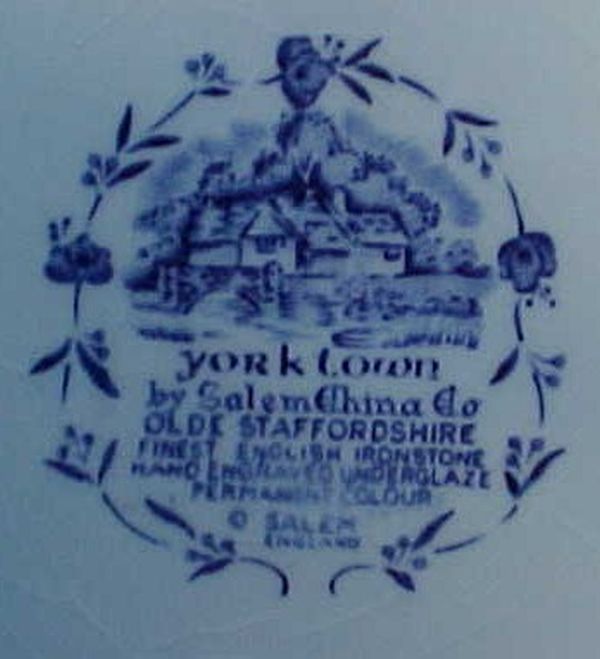 yorktown
by Salem China Co
OLDE STAFFORDSHIRE
FINEST ENGLISH IRONSTONE
HAND ENGRAVED UNDERGLAZE
PERMANENT COLOUR
© SALEM
ENGLAND